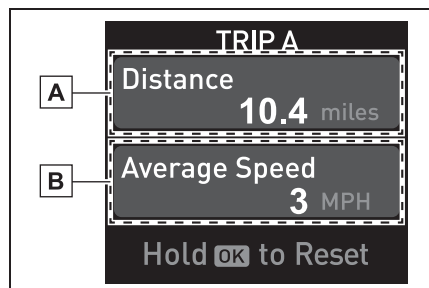 TRIP A
A
Distance
10.4 miles
B
Average Speed
3 MPH
Hold OK to Reset